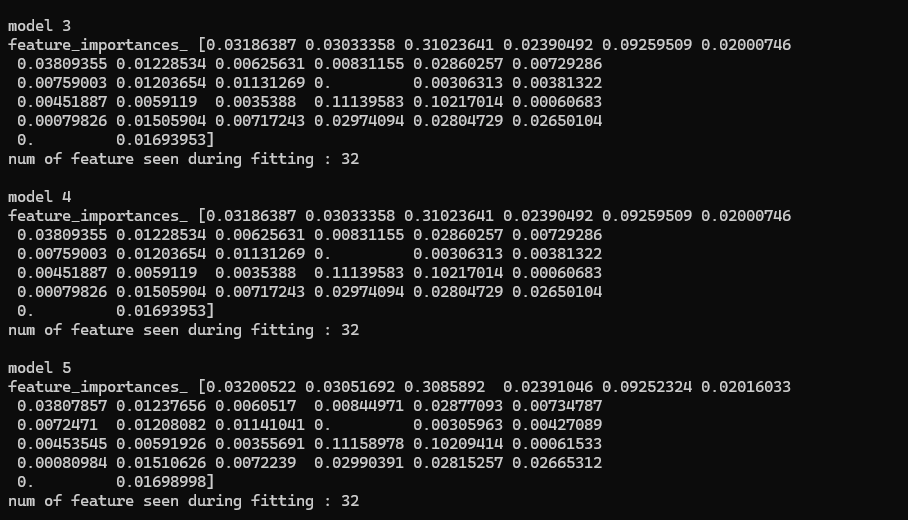 model 3
feature_importances_ [0.03186387 0.03033358 0.31023641 0.02390492 0.09259509 0.02000746
 0.03809355 0.01228534 0.00625631 0.00831155 0.02860257 0.00729286
 0.00759003 0.01203654 0.01131269 0.         0.00306313 0.00381322
 0.00451887 0.0059119  0.0035388  0.11139583 0.10217014 0.00060683
 0.00079826 0.01505904 0.00717243 0.02974094 0.02804729 0.02650104
 0.         0.01693953]
num of feature seen during fitting : 32
model 4
feature_importances_ [0.03186387 0.03033358 0.31023641 0.02390492 0.09259509 0.02000746
 0.03809355 0.01228534 0.00625631 0.00831155 0.02860257 0.00729286
 0.00759003 0.01203654 0.01131269 0.         0.00306313 0.00381322
 0.00451887 0.0059119  0.0035388  0.11139583 0.10217014 0.00060683
 0.00079826 0.01505904 0.00717243 0.02974094 0.02804729 0.02650104
 0.         0.01693953]
num of feature seen during fitting : 32
model 5
feature_importances_ [0.03200522 0.03051692 0.3085892  0.02391046 0.09252324 0.02016033
 0.03807857 0.01237656 0.0060517  0.00844971 0.02877093 0.00734787
 0.0072471  0.01208082 0.01141041 0.         0.00305963 0.00427089
 0.00453545 0.00591926 0.00355691 0.11158978 0.10209414 0.00061533
 0.00080984 0.01510626 0.0072239  0.02990391 0.02815257 0.02665312
 0.         0.01698998]
num of feature seen during fitting : 32